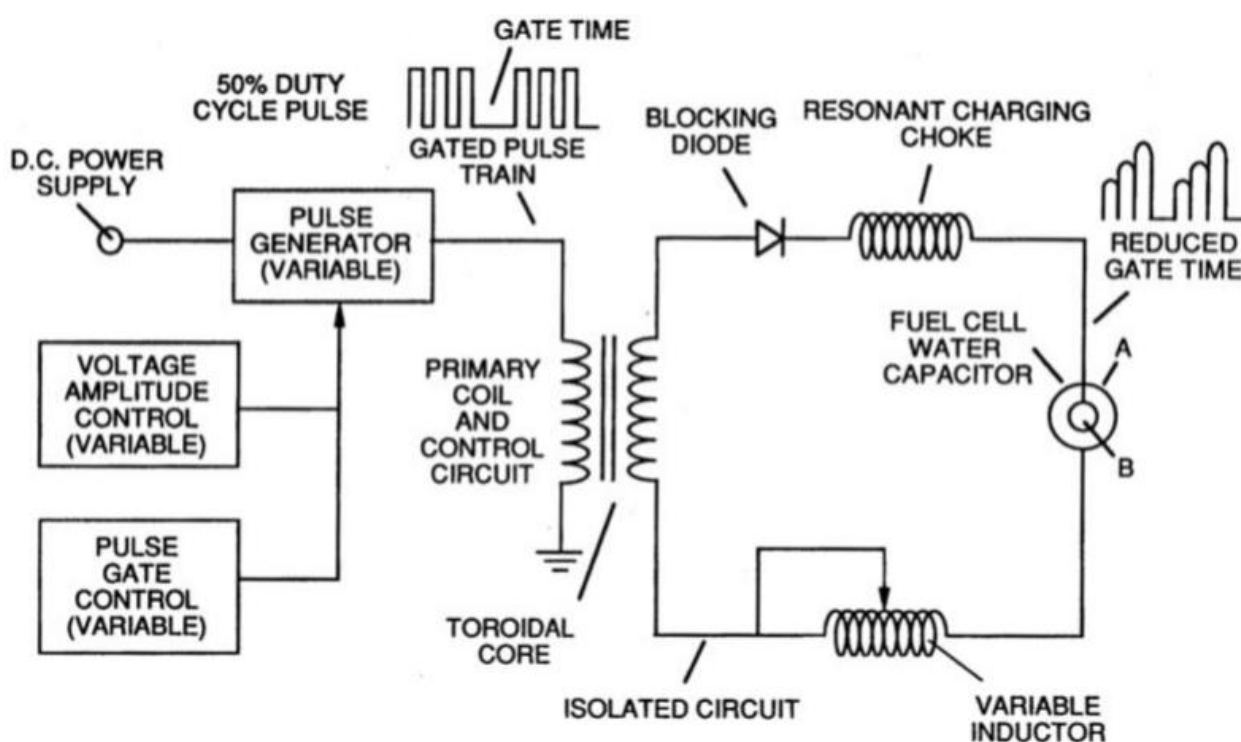 GATE TIME
50% DUTY
CYCLE PULSE
GATED PULSE
TRAIN
BLOCKING
DIODE
RESONANT CHARGING
CHOKE
D.C. POWER
SUPPLY
PULSE
GENERATOR
(VARIABLE)
REDUCED
GATE TIME
VOLTAGE
AMPLITUDE
CONTROL
(VARIABLE)
PRIMARY
COIL
AND
CONTROL
CIRCUIT
FUEL CELL
WATER
CAPACITOR
A
B
PULSE
GATE
CONTROL
(VARIABLE)
TOROIDAL
CORE
ISOLATED CIRCUIT
VARIABLE
INDUCTOR